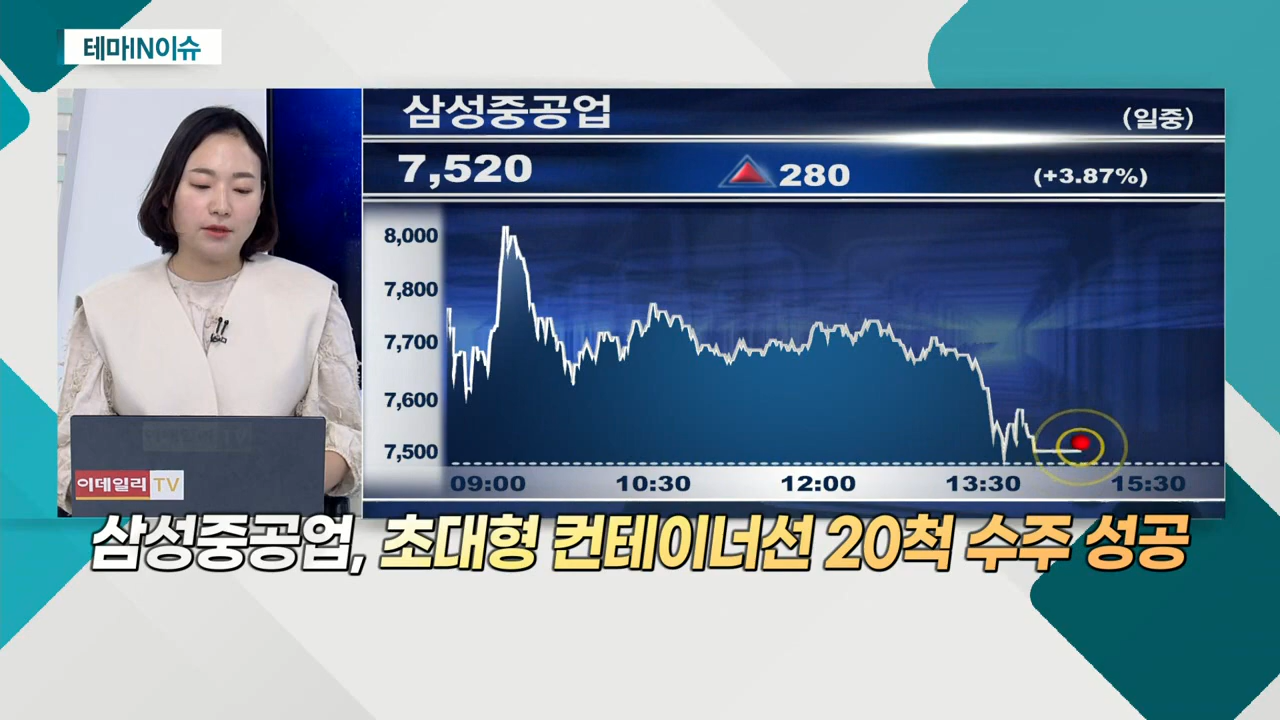 테마IN이슈
삼성중공업
(일중)
7,520
280
(+3.87%)
8,000
7,800
7,700
7,600
7,500
09:00 10:30 12:00 13:30 15:30
이데일리TV
삼성중공업, 초대형 컨테이너선 20척 수주 성공